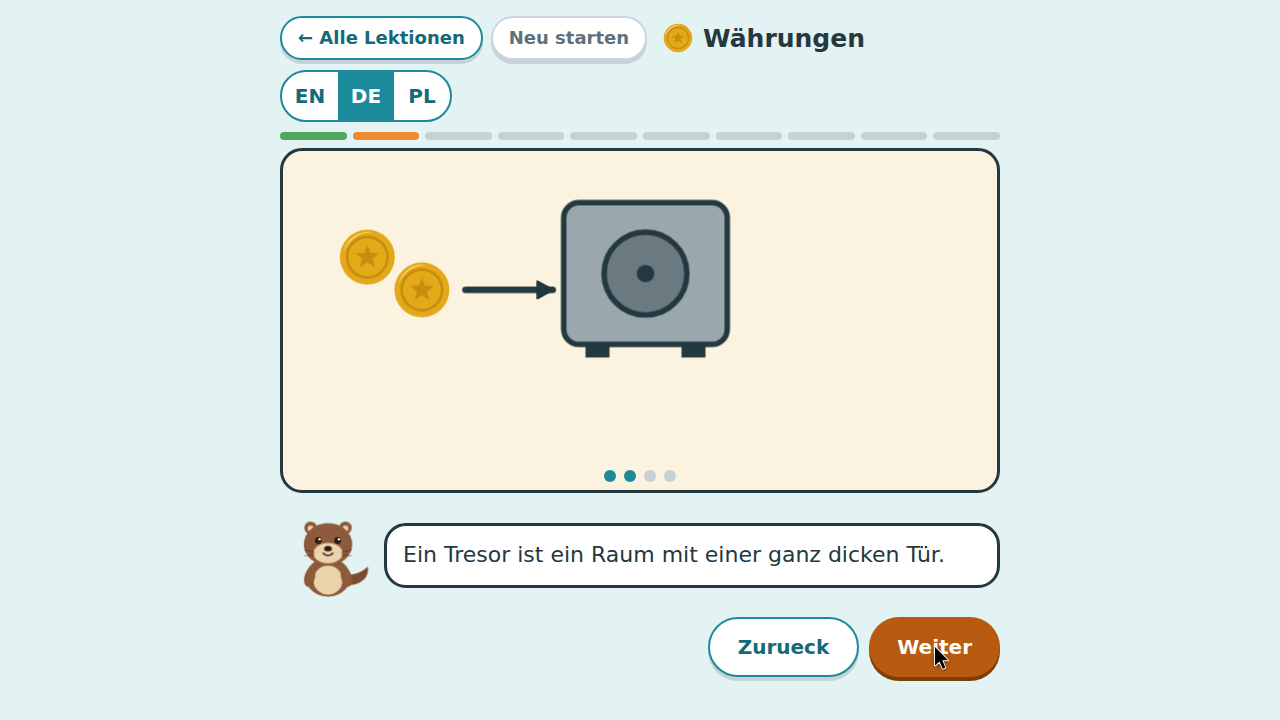 ← Alle Lektionen
Neu starten
Währungen
EN DE PL
Ein Tresor ist ein Raum mit einer ganz dicken Tür.
Zurueck
Weiter